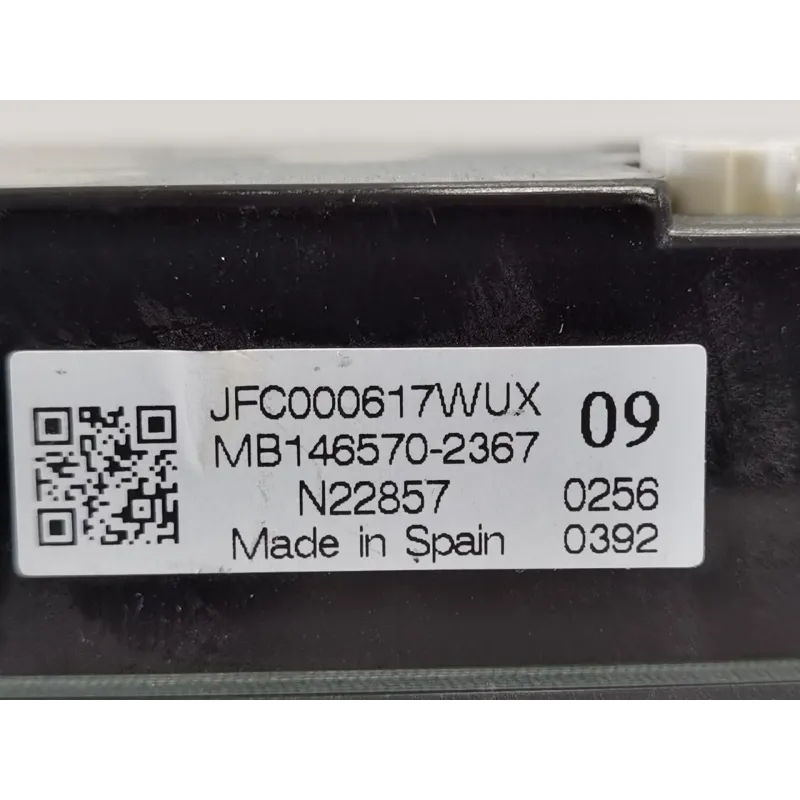 JFC000617WUX 09
MB146570-2367
N22857 0256
Made in Spain 0392